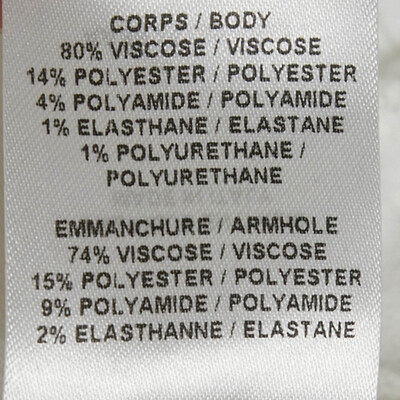 CORPS / BODY
80% VISCOSE / VISCOSE
14% POLYESTER / POLYESTER
4% POLYAMIDE / POLYAMIDE
1% ELASTHANE / ELASTANE
1% POLYURETHANE /
POLYURETHANE
EMMANCHURE / ARMHOLE
74% VISCOSE / VISCOSE
15% POLYESTER / POLYESTER
9% POLYAMIDE / POLYAMIDE
2% ELASTHANNE / ELASTANE